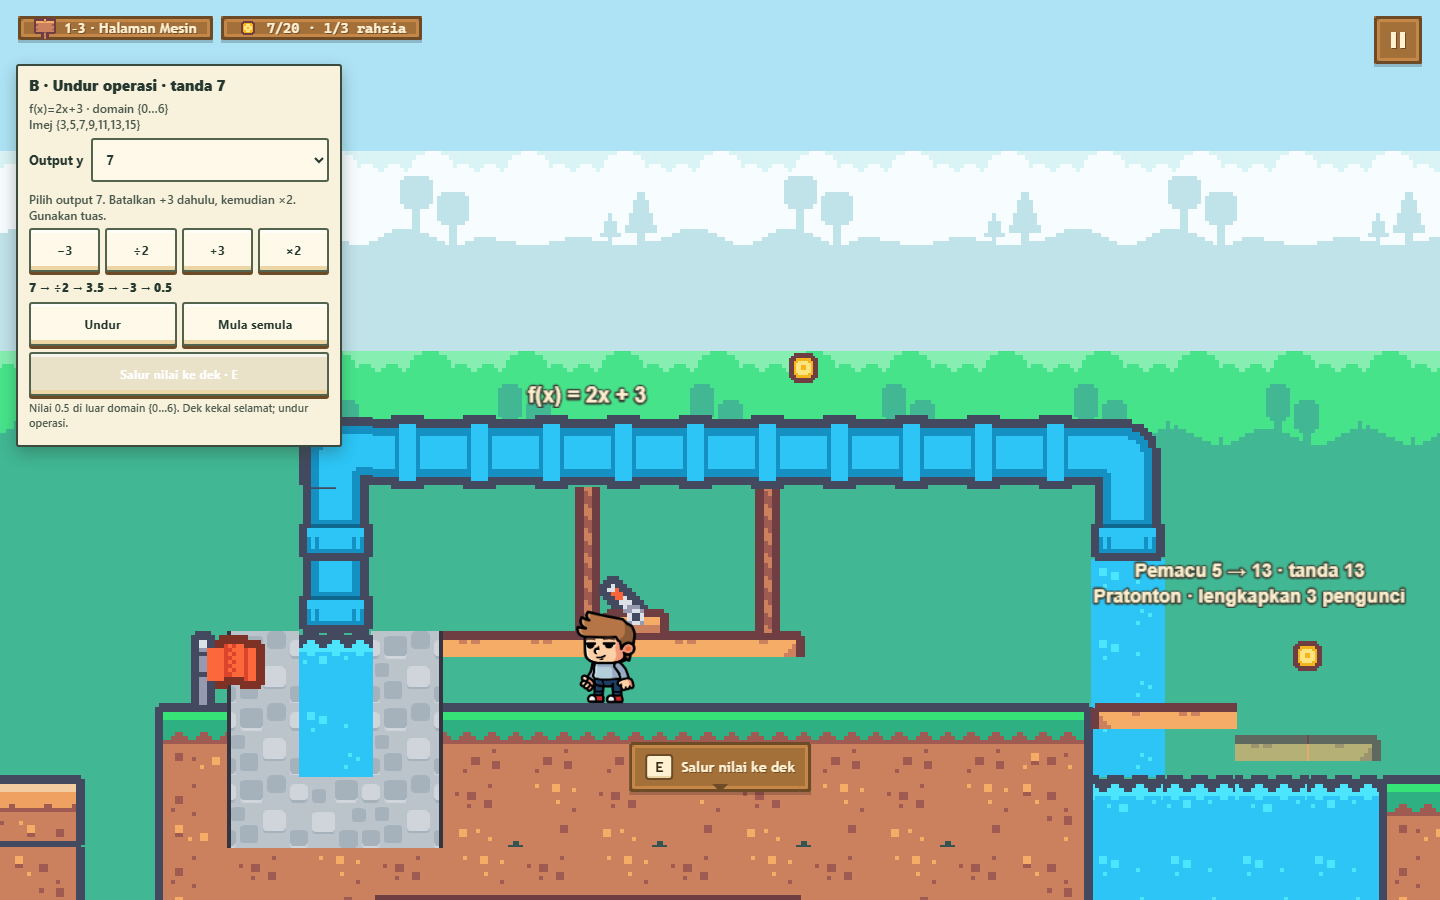 1-3 · Halaman Mesin
7/20 · 1/3 rahsia
B · Undur operasi · tanda 7
f(x)=2x+3 · domain {0…6}
Imej {3,5,7,9,11,13,15}
Output y
7
Pilih output 7. Batalkan +3 dahulu, kemudian ×2.
Gunakan tuas.
−3
÷2
+3
×2
7 → ÷2 → 3.5 → −3 → 0.5
Undur
Mula semula
Salur nilai ke dek · E
Nilai 0.5 di luar domain {0…6}. Dek kekal selamat; undur
operasi.
f(x) = 2x + 3
Pemacu 5 → 13 · tanda 13
Pratonton · lengkapkan 3 pengunci
E Salur nilai ke dek